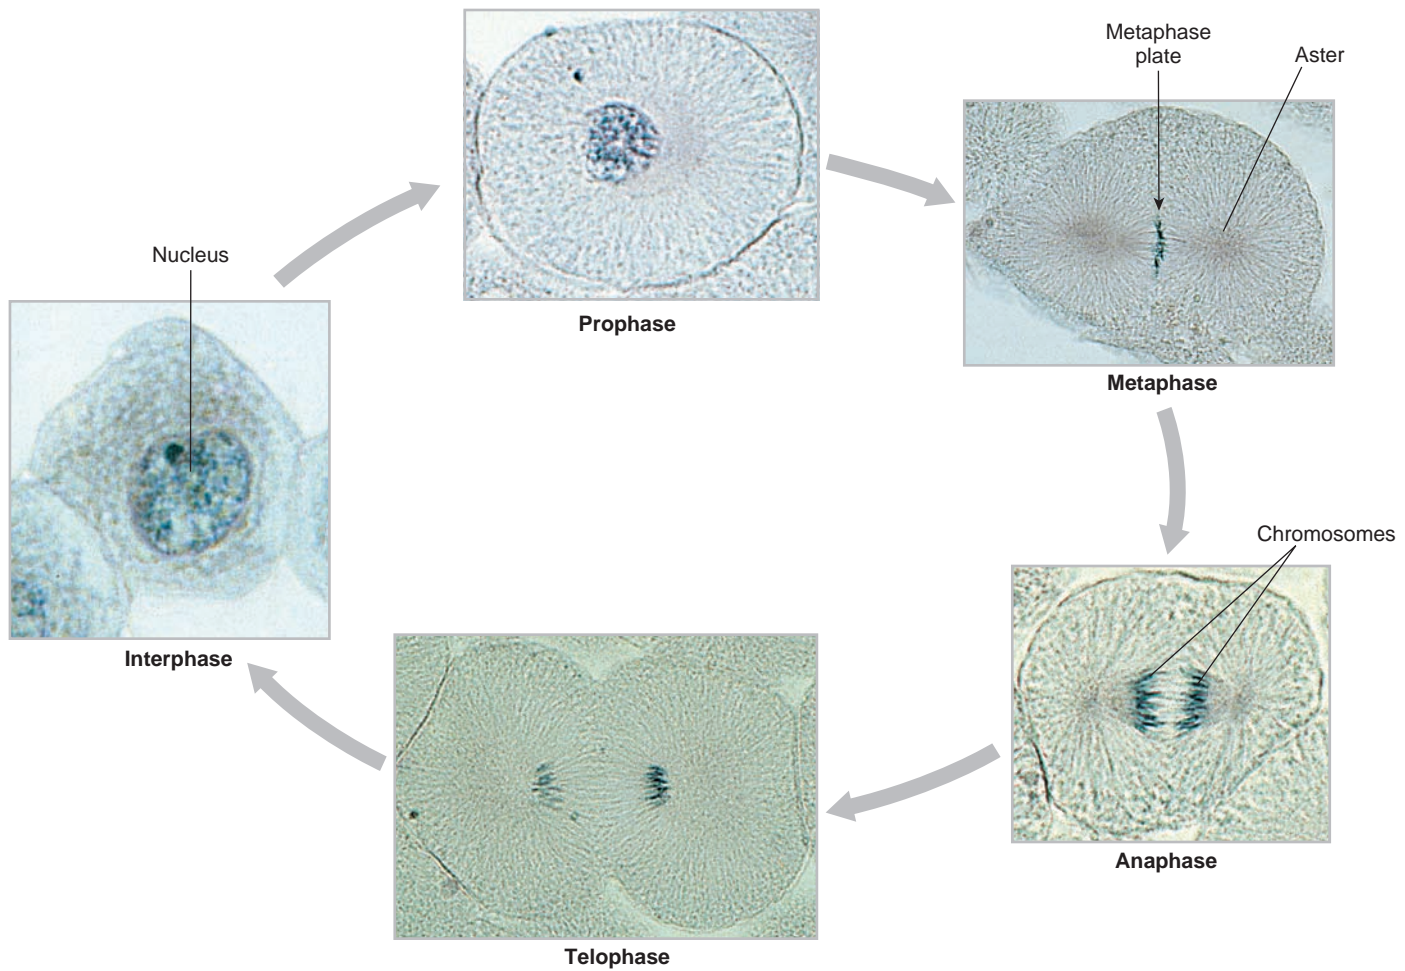 Metaphase
plate
Aster
Nucleus
Prophase
Metaphase
Chromosomes
Interphase
Anaphase
Telophase